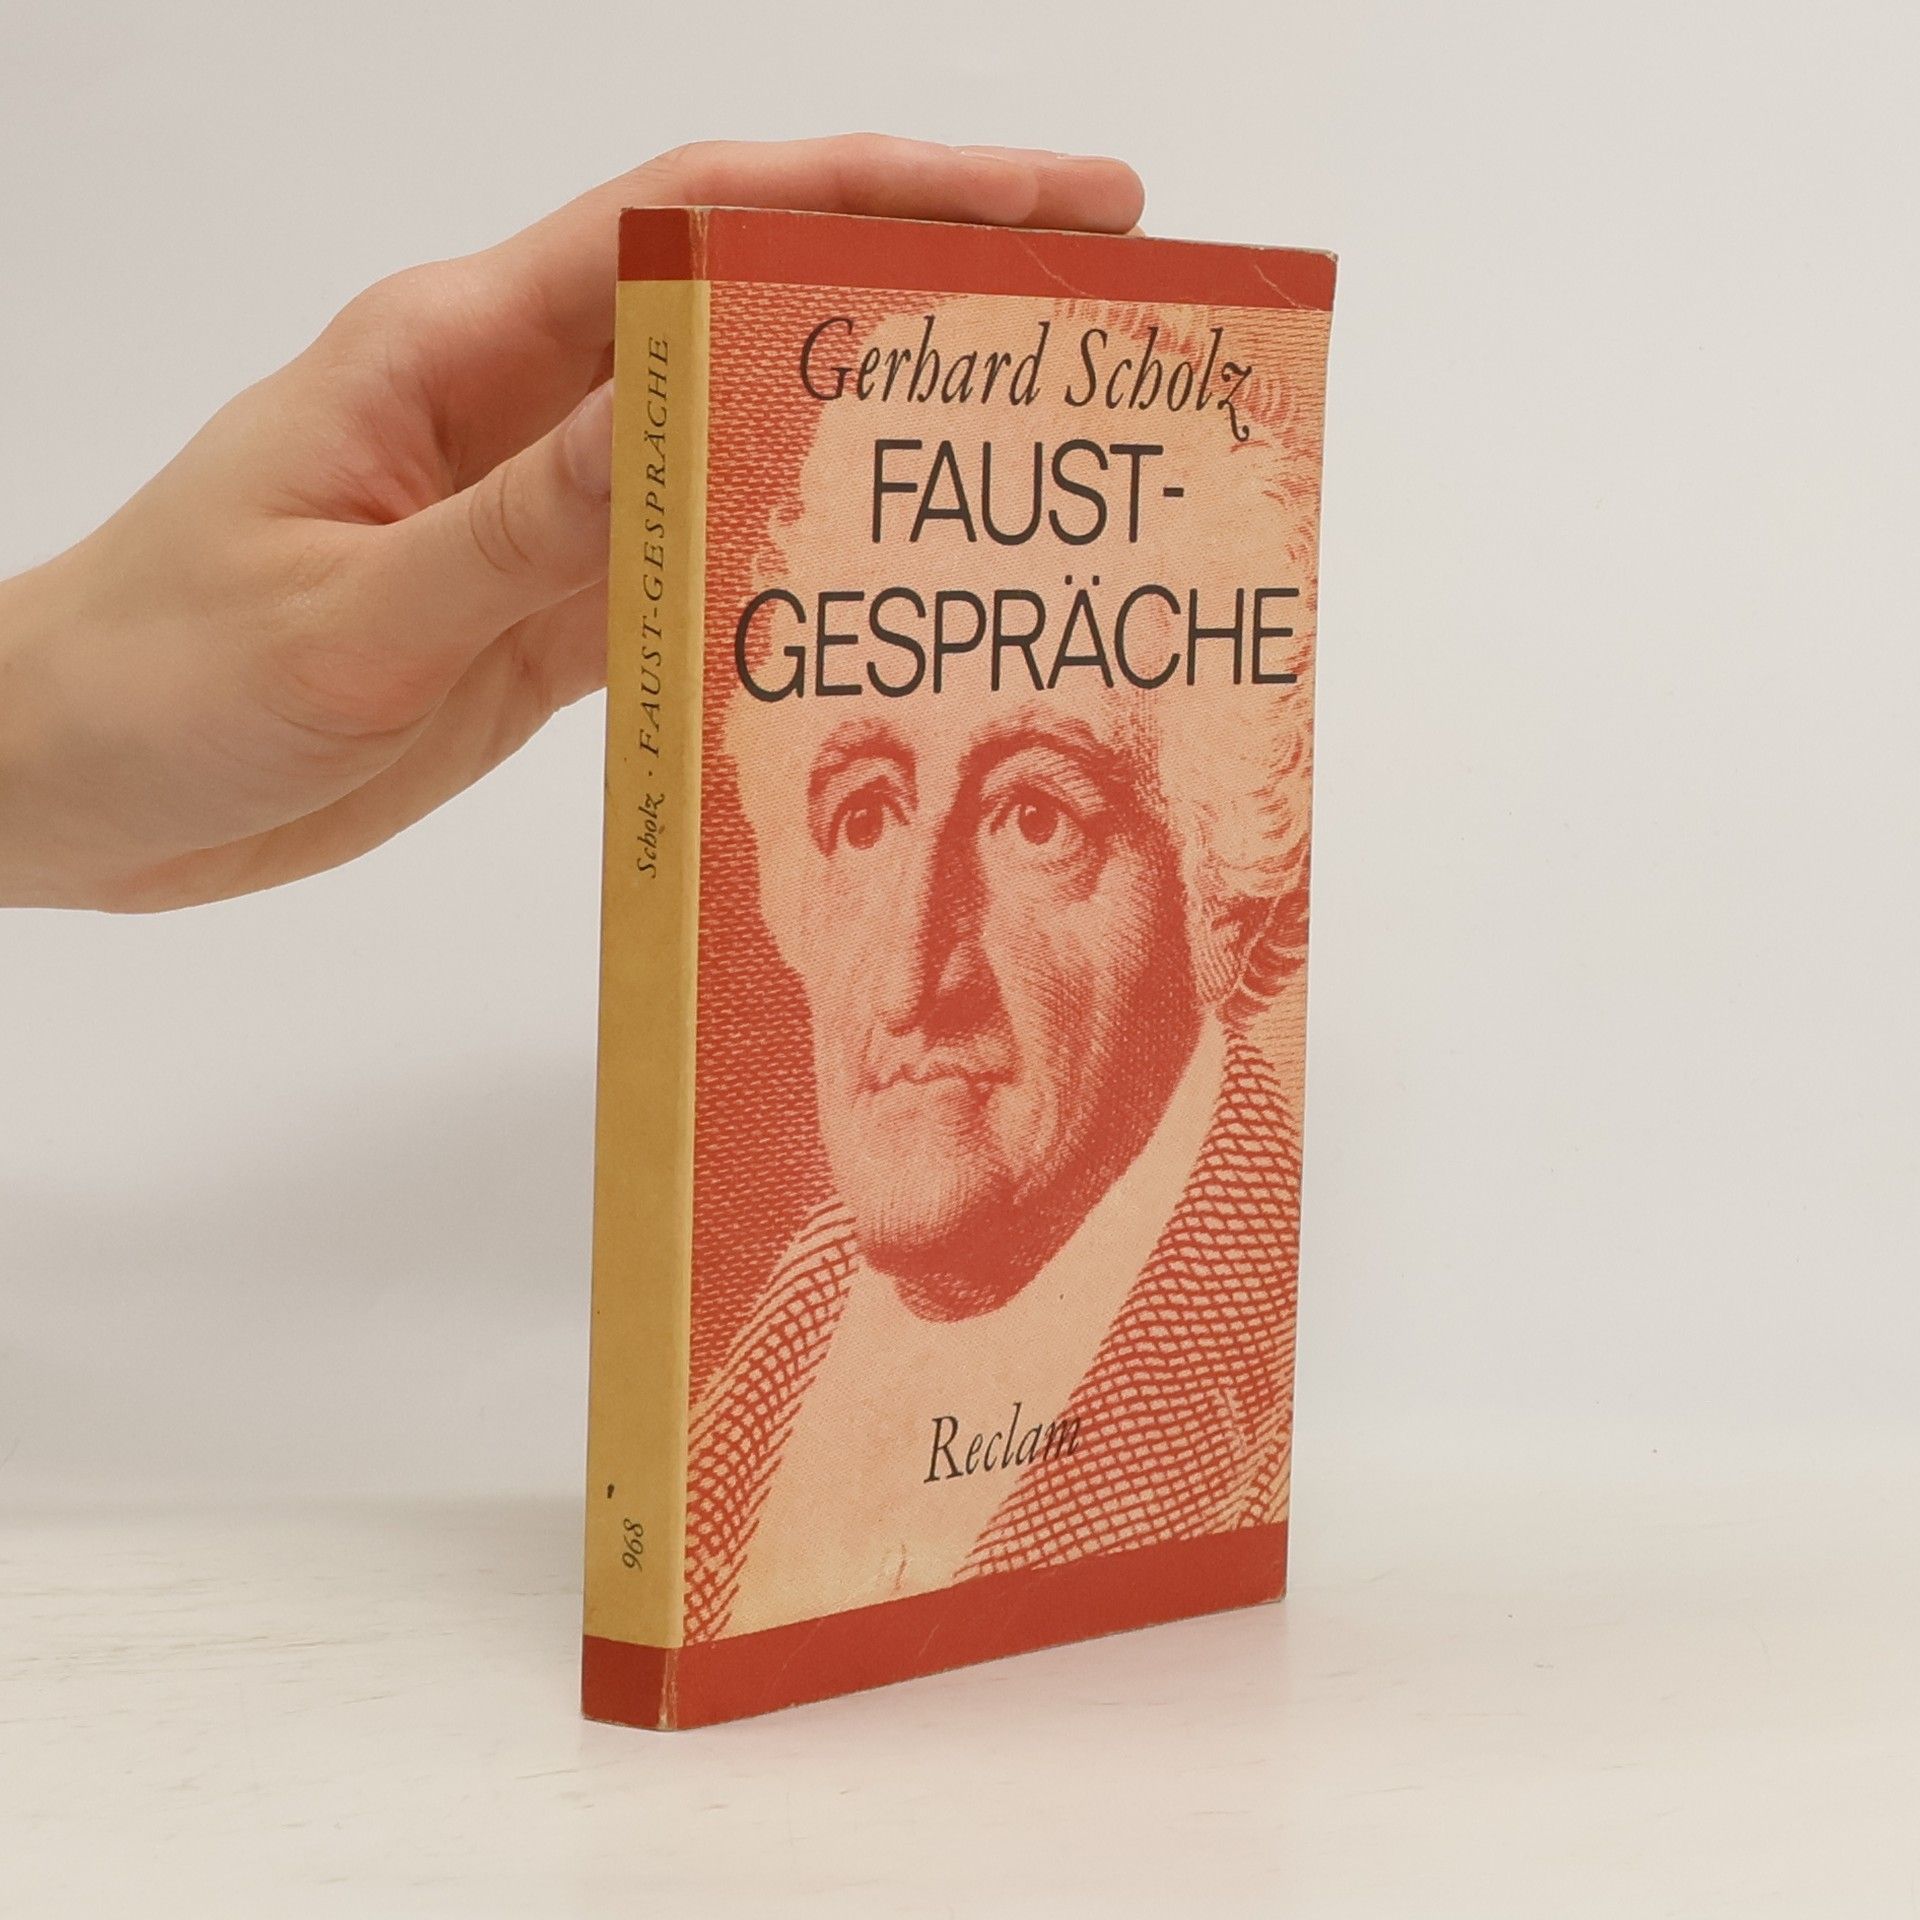 Gerhard Scholz
FAUST-
GESPRÄCHE
Reclam
Scholz · FAUST-GESPRÄCHE
968